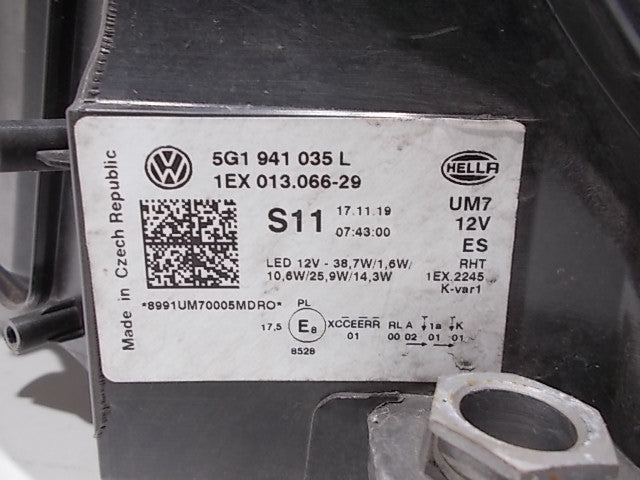 Made in Czech Republic
5G1 941 035 L
1EX 013.066-29
HELLA
S11
17.11.19
07:43:00
UM7
12V
ES
RHT
1EX.2245
K-var1
LED 12V - 38,7W/1,6W/
10,6W/25,9W/14,3W
*8991UM70005MDRO*
PL
17,5 E8 XCCEERR RL A 1a K
01 00 02 01 01
8528